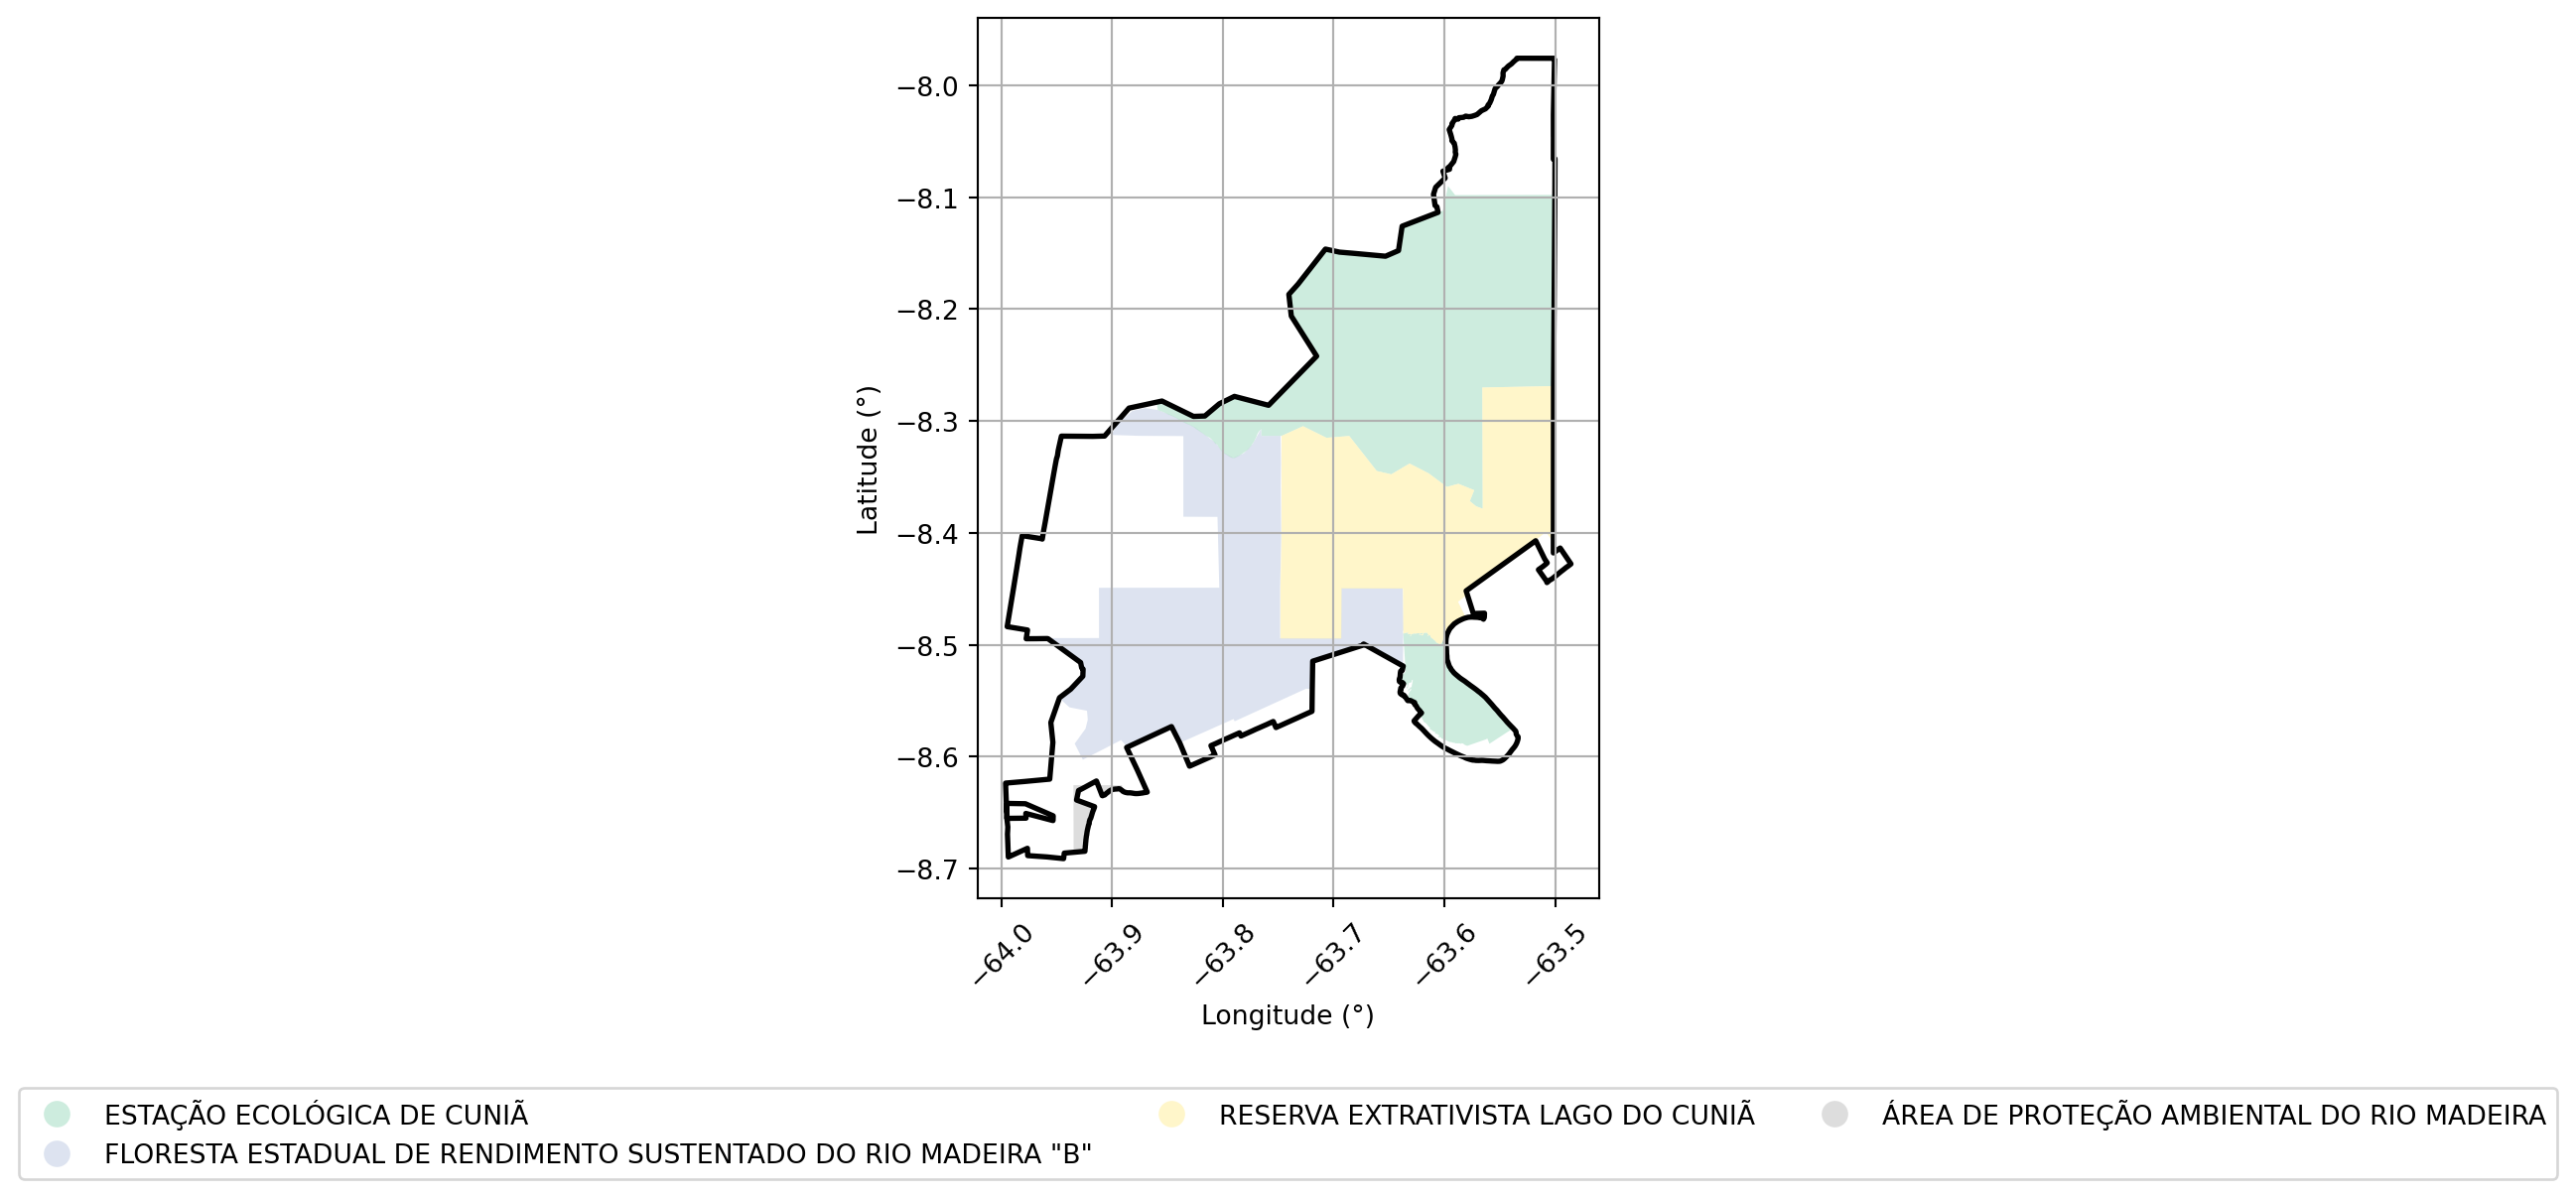 −8.0
−8.1
−8.2
−8.3
−8.4
−8.5
−8.6
−8.7
Latitude (°)
−64.0
−63.9
−63.8
−63.7
−63.6
−63.5
Longitude (°)
ESTAÇÃO ECOLÓGICA DE CUNIÃ
FLORESTA ESTADUAL DE RENDIMENTO SUSTENTADO DO RIO MADEIRA "B"
RESERVA EXTRATIVISTA LAGO DO CUNIÃ
ÁREA DE PROTEÇÃO AMBIENTAL DO RIO MADEIRA